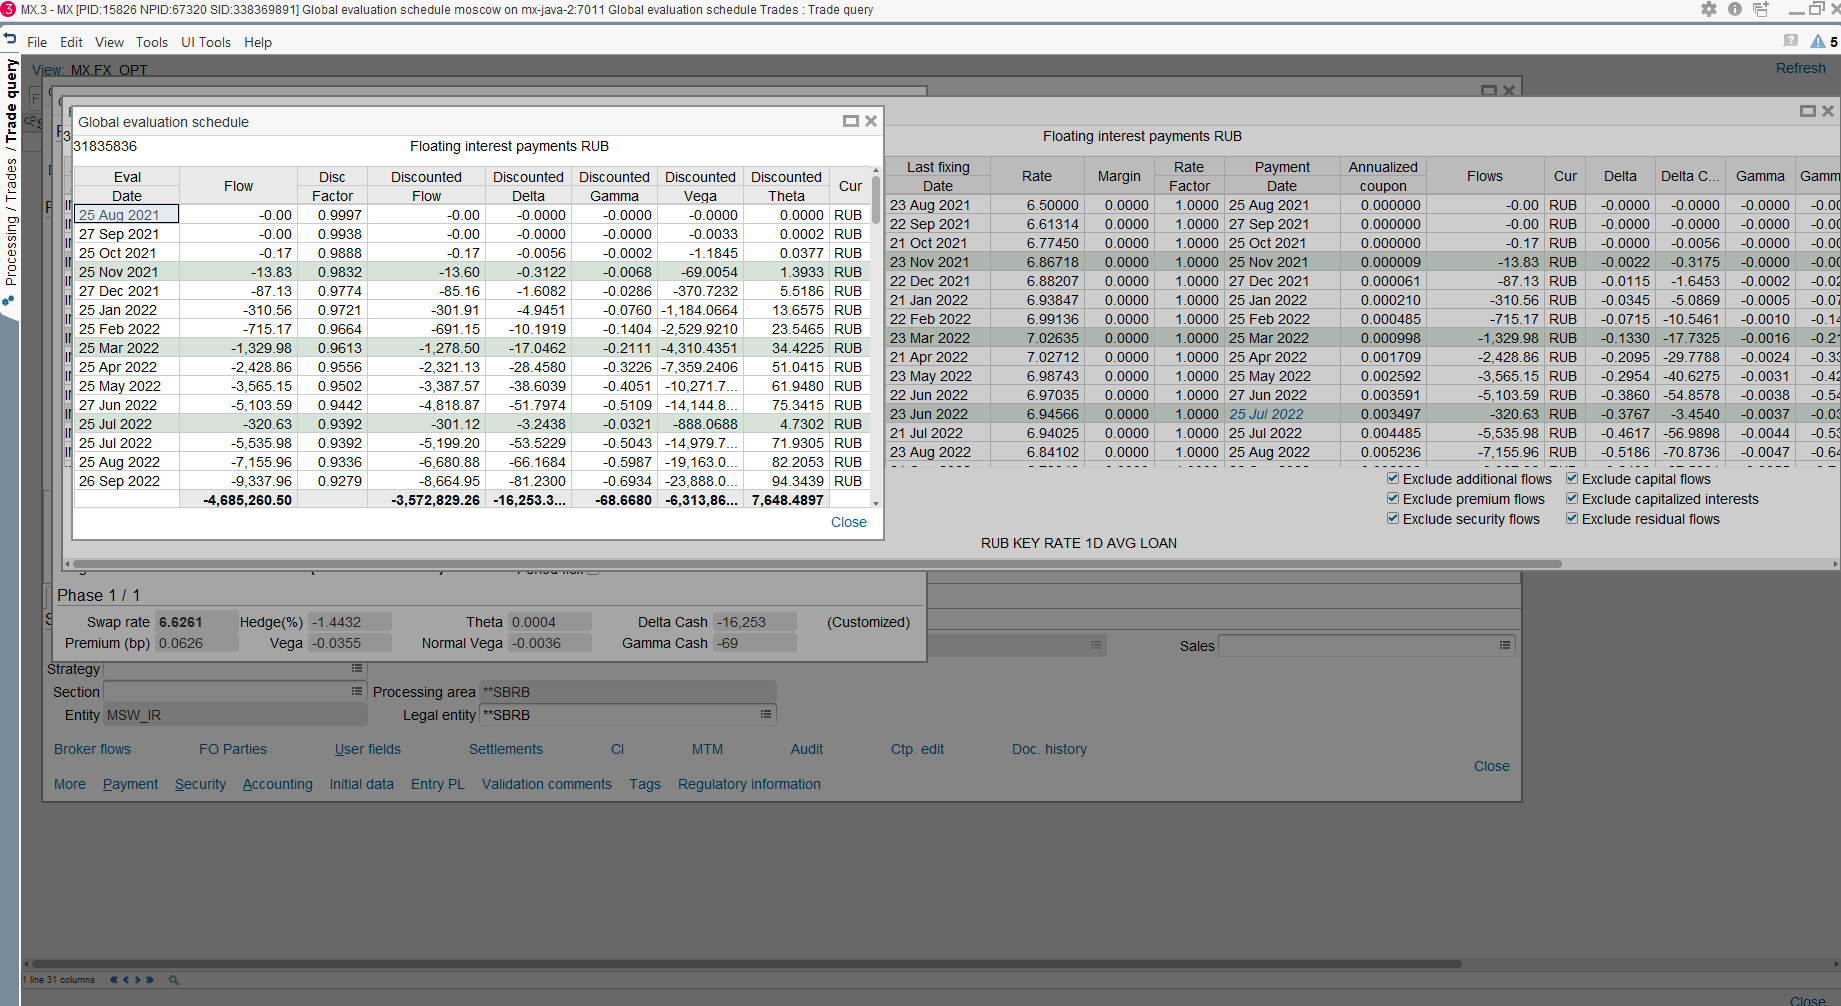 MX.3 - MX [PID:15826 NPID:67320 SID:338369891] Global evaluation schedule moscow on mx-java-2:7011 Global evaluation schedule Trades : Trade query
File Edit View Tools UI Tools Help
5
View: MX.FX_OPT
Refresh
Processing / Trades / Trade query
Global evaluation schedule
31835836 Floating interest payments RUB
Eval Date Flow Disc Factor Discounted Flow Discounted Delta Discounted Gamma Discounted Vega Discounted Theta Cur
25 Aug 2021 -0.00 0.9997 -0.00 -0.0000 -0.0000 -0.0000 0.0000 RUB
27 Sep 2021 -0.00 0.9938 -0.00 -0.0000 -0.0000 -0.0033 0.0002 RUB
25 Oct 2021 -0.17 0.9888 -0.17 -0.0056 -0.0002 -1.1845 0.0377 RUB
25 Nov 2021 -13.83 0.9832 -13.60 -0.3122 -0.0068 -69.0054 1.3933 RUB
27 Dec 2021 -87.13 0.9774 -85.16 -1.6082 -0.0286 -370.7232 5.5186 RUB
25 Jan 2022 -310.56 0.9721 -301.91 -4.9451 -0.0760 -1,184.0664 13.6575 RUB
25 Feb 2022 -715.17 0.9664 -691.15 -10.1919 -0.1404 -2,529.9210 23.5465 RUB
25 Mar 2022 -1,329.98 0.9613 -1,278.50 -17.0462 -0.2111 -4,310.4351 34.4225 RUB
25 Apr 2022 -2,428.86 0.9556 -2,321.13 -28.4580 -0.3226 -7,359.2406 51.0415 RUB
25 May 2022 -3,565.15 0.9502 -3,387.57 -38.6039 -0.4051 -10,271.7... 61.9480 RUB
27 Jun 2022 -5,103.59 0.9442 -4,818.87 -51.7974 -0.5109 -14,144.8... 75.3415 RUB
25 Jul 2022 -320.63 0.9392 -301.12 -3.2438 -0.0321 -888.0688 4.7302 RUB
25 Jul 2022 -5,535.98 0.9392 -5,199.20 -53.5229 -0.5043 -14,979.7... 71.9305 RUB
25 Aug 2022 -7,155.96 0.9336 -6,680.88 -66.1684 -0.5987 -19,163.0... 82.2053 RUB
26 Sep 2022 -9,337.96 0.9279 -8,664.95 -81.2300 -0.6934 -23,888.0... 94.3439 RUB
-4,685,260.50 -3,572,829.26 -16,253.3... -68.6680 -6,313,86... 7,648.4897
Close
Floating interest payments RUB
Last fixing Date Rate Margin Rate Factor Payment Date Annualized coupon Flows Cur Delta Delta C... Gamma Gamm
23 Aug 2021 6.50000 0.0000 1.0000 25 Aug 2021 0.000000 -0.00 RUB -0.0000 -0.0000 -0.0000 -0.00
22 Sep 2021 6.61314 0.0000 1.0000 27 Sep 2021 0.000000 -0.00 RUB -0.0000 -0.0000 -0.0000 -0.00
21 Oct 2021 6.77450 0.0000 1.0000 25 Oct 2021 0.000000 -0.17 RUB -0.0000 -0.0056 -0.0000 -0.00
23 Nov 2021 6.86718 0.0000 1.0000 25 Nov 2021 0.000009 -13.83 RUB -0.0022 -0.3175 -0.0000 -0.00
22 Dec 2021 6.88207 0.0000 1.0000 27 Dec 2021 0.000061 -87.13 RUB -0.0115 -1.6453 -0.0002 -0.02
21 Jan 2022 6.93847 0.0000 1.0000 25 Jan 2022 0.000210 -310.56 RUB -0.0345 -5.0869 -0.0005 -0.07
22 Feb 2022 6.99136 0.0000 1.0000 25 Feb 2022 0.000485 -715.17 RUB -0.0715 -10.5461 -0.0010 -0.14
23 Mar 2022 7.02635 0.0000 1.0000 25 Mar 2022 0.000998 -1,329.98 RUB -0.1330 -17.7325 -0.0016 -0.21
21 Apr 2022 7.02712 0.0000 1.0000 25 Apr 2022 0.001709 -2,428.86 RUB -0.2095 -29.7788 -0.0024 -0.33
23 May 2022 6.98743 0.0000 1.0000 25 May 2022 0.002592 -3,565.15 RUB -0.2954 -40.6275 -0.0031 -0.42
22 Jun 2022 6.97035 0.0000 1.0000 27 Jun 2022 0.003591 -5,103.59 RUB -0.3860 -54.8578 -0.0038 -0.54
23 Jun 2022 6.94566 0.0000 1.0000 25 Jul 2022 0.003497 -320.63 RUB -0.3767 -3.4540 -0.0037 -0.03
21 Jul 2022 6.94025 0.0000 1.0000 25 Jul 2022 0.004485 -5,535.98 RUB -0.4617 -56.9898 -0.0044 -0.53
23 Aug 2022 6.84102 0.0000 1.0000 25 Aug 2022 0.005236 -7,155.96 RUB -0.5186 -70.8736 -0.0047 -0.64
Exclude additional flows Exclude capital flows
Exclude premium flows Exclude capitalized interests
Exclude security flows Exclude residual flows
RUB KEY RATE 1D AVG LOAN
Phase 1 / 1
Swap rate 6.6261 Hedge(%) -1.4432 Theta 0.0004 Delta Cash -16,253 (Customized)
Premium (bp) 0.0626 Vega -0.0355 Normal Vega -0.0036 Gamma Cash -69
Sales
Strategy
Section Processing area **SBRB
Entity MSW_IR Legal entity **SBRB
Broker flows FO Parties User fields Settlements CI MTM Audit Ctp. edit Doc. history
Close
More Payment Security Accounting Initial data Entry PL Validation comments Tags Regulatory information
1 line 31 columns
Close